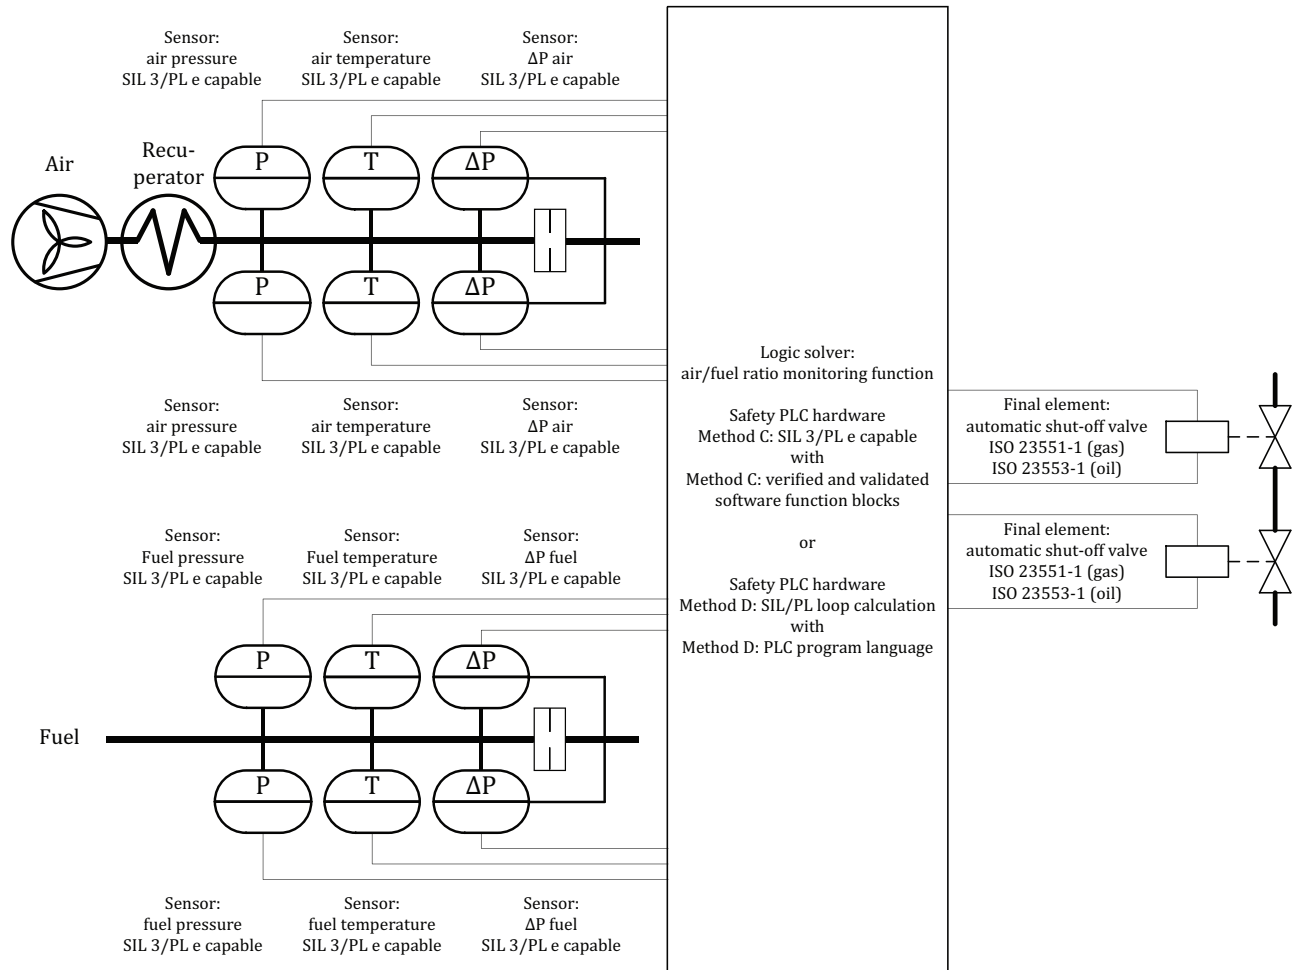 Sensor:
air pressure
SIL 3/PL e capable
Sensor:
air temperature
SIL 3/PL e capable
Sensor:
ΔP air
SIL 3/PL e capable
Air
Recu-
perator
P
T
ΔP
P
T
ΔP
Sensor:
air pressure
SIL 3/PL e capable
Sensor:
air temperature
SIL 3/PL e capable
Sensor:
ΔP air
SIL 3/PL e capable
Sensor:
Fuel pressure
SIL 3/PL e capable
Sensor:
Fuel temperature
SIL 3/PL e capable
Sensor:
ΔP fuel
SIL 3/PL e capable
P
T
ΔP
Fuel
P
T
ΔP
Sensor:
fuel pressure
SIL 3/PL e capable
Sensor:
fuel temperature
SIL 3/PL e capable
Sensor:
ΔP fuel
SIL 3/PL e capable
Logic solver:
air/fuel ratio monitoring function
Safety PLC hardware
Method C: SIL 3/PL e capable
with
Method C: verified and validated
software function blocks
or
Safety PLC hardware
Method D: SIL/PL loop calculation
with
Method D: PLC program language
Final element:
automatic shut-off valve
ISO 23551-1 (gas)
ISO 23553-1 (oil)
Final element:
automatic shut-off valve
ISO 23551-1 (gas)
ISO 23553-1 (oil)